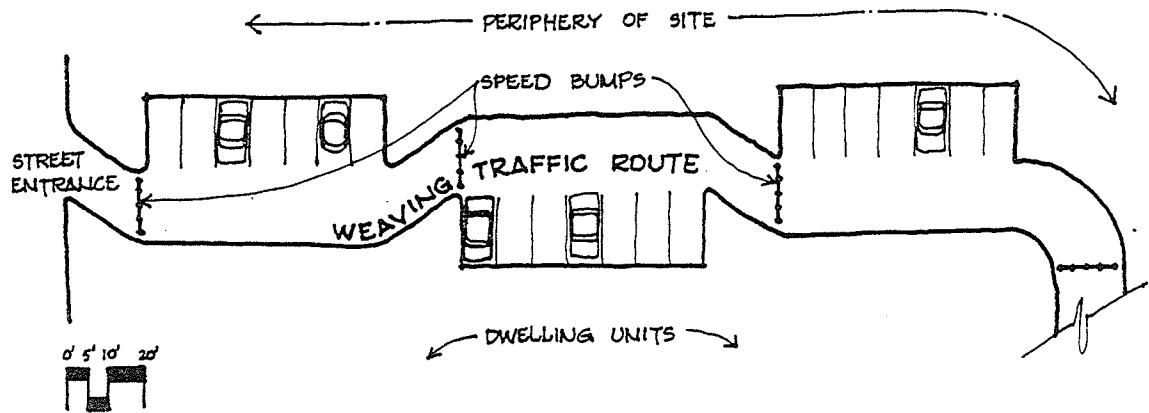 PERIPHERY OF SITE
SPEED BUMPS
STREET
ENTRANCE
WEAVING TRAFFIC ROUTE
DWELLING UNITS
0' 5' 10' 20'